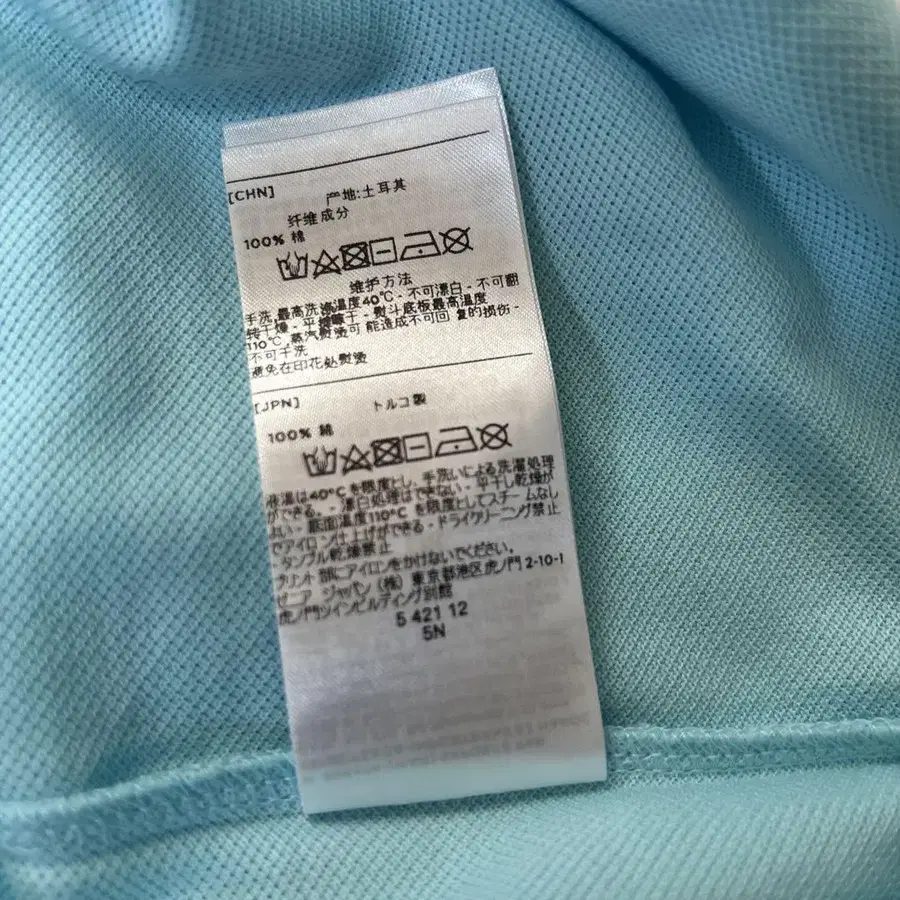 [CHN] 产地:土耳其
纤维成分
100% 棉
维护方法
手洗,最高洗涤温度40℃ - 不可漂白 - 不可翻
转干燥 - 平摊晾干 - 熨斗底板最高温度
110℃,蒸汽熨烫可 能造成不可回 复的损伤 -
不可干洗
避免在印花处熨烫
[JPN] トルコ製
100% 綿
液温は40℃を限度とし、手洗いによる洗濯処理
ができる。 - 漂白処理はできない - 平干し乾燥が
よい - 底面温度110℃ を限度としてスチームなし
でアイロン仕上げができる - ドライクリーニング禁止
- タンブル乾燥禁止
プリント 部にアイロンをかけないでください。
ジャパン (株) 東京都港区虎ノ門 2-10-1
虎ノ門ツインビルディング別館
5 421 12
5N